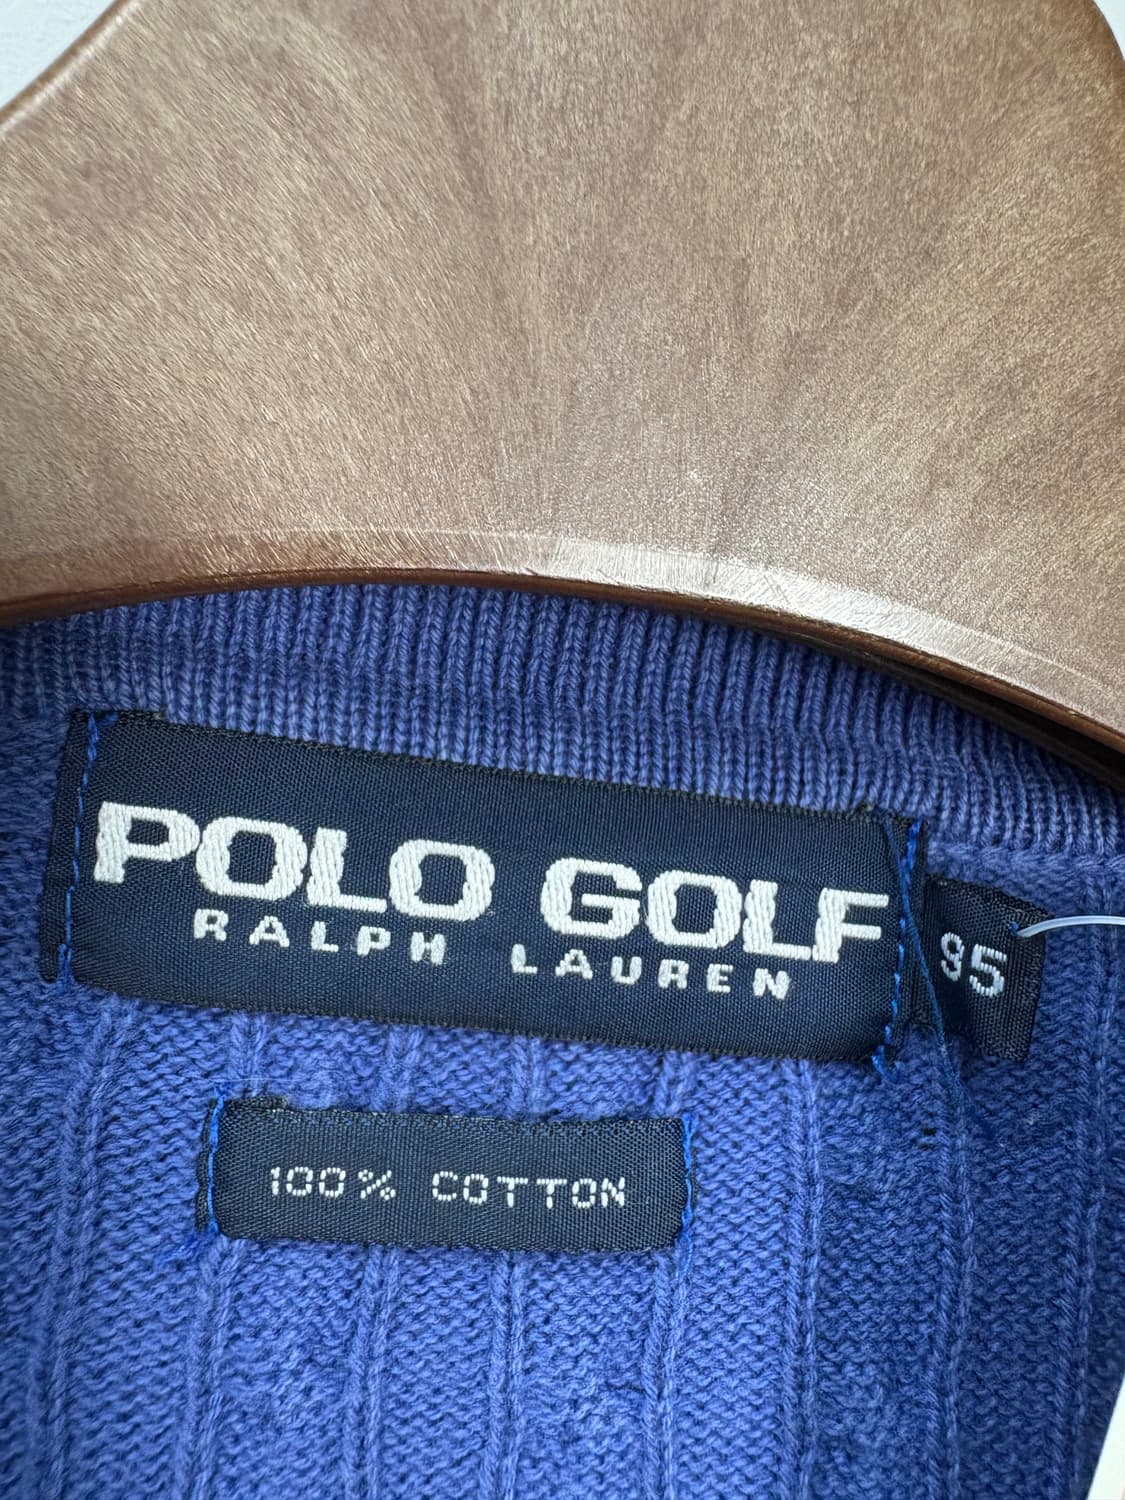 POLO GOLF
RALPH LAUREN
95
100% COTTON